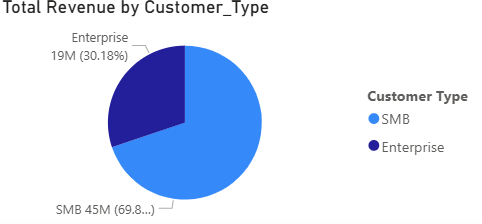 Total Revenue by Customer_Type
Enterprise
19M (30.18%)
Customer Type
SMB
Enterprise
SMB 45M (69.8...)